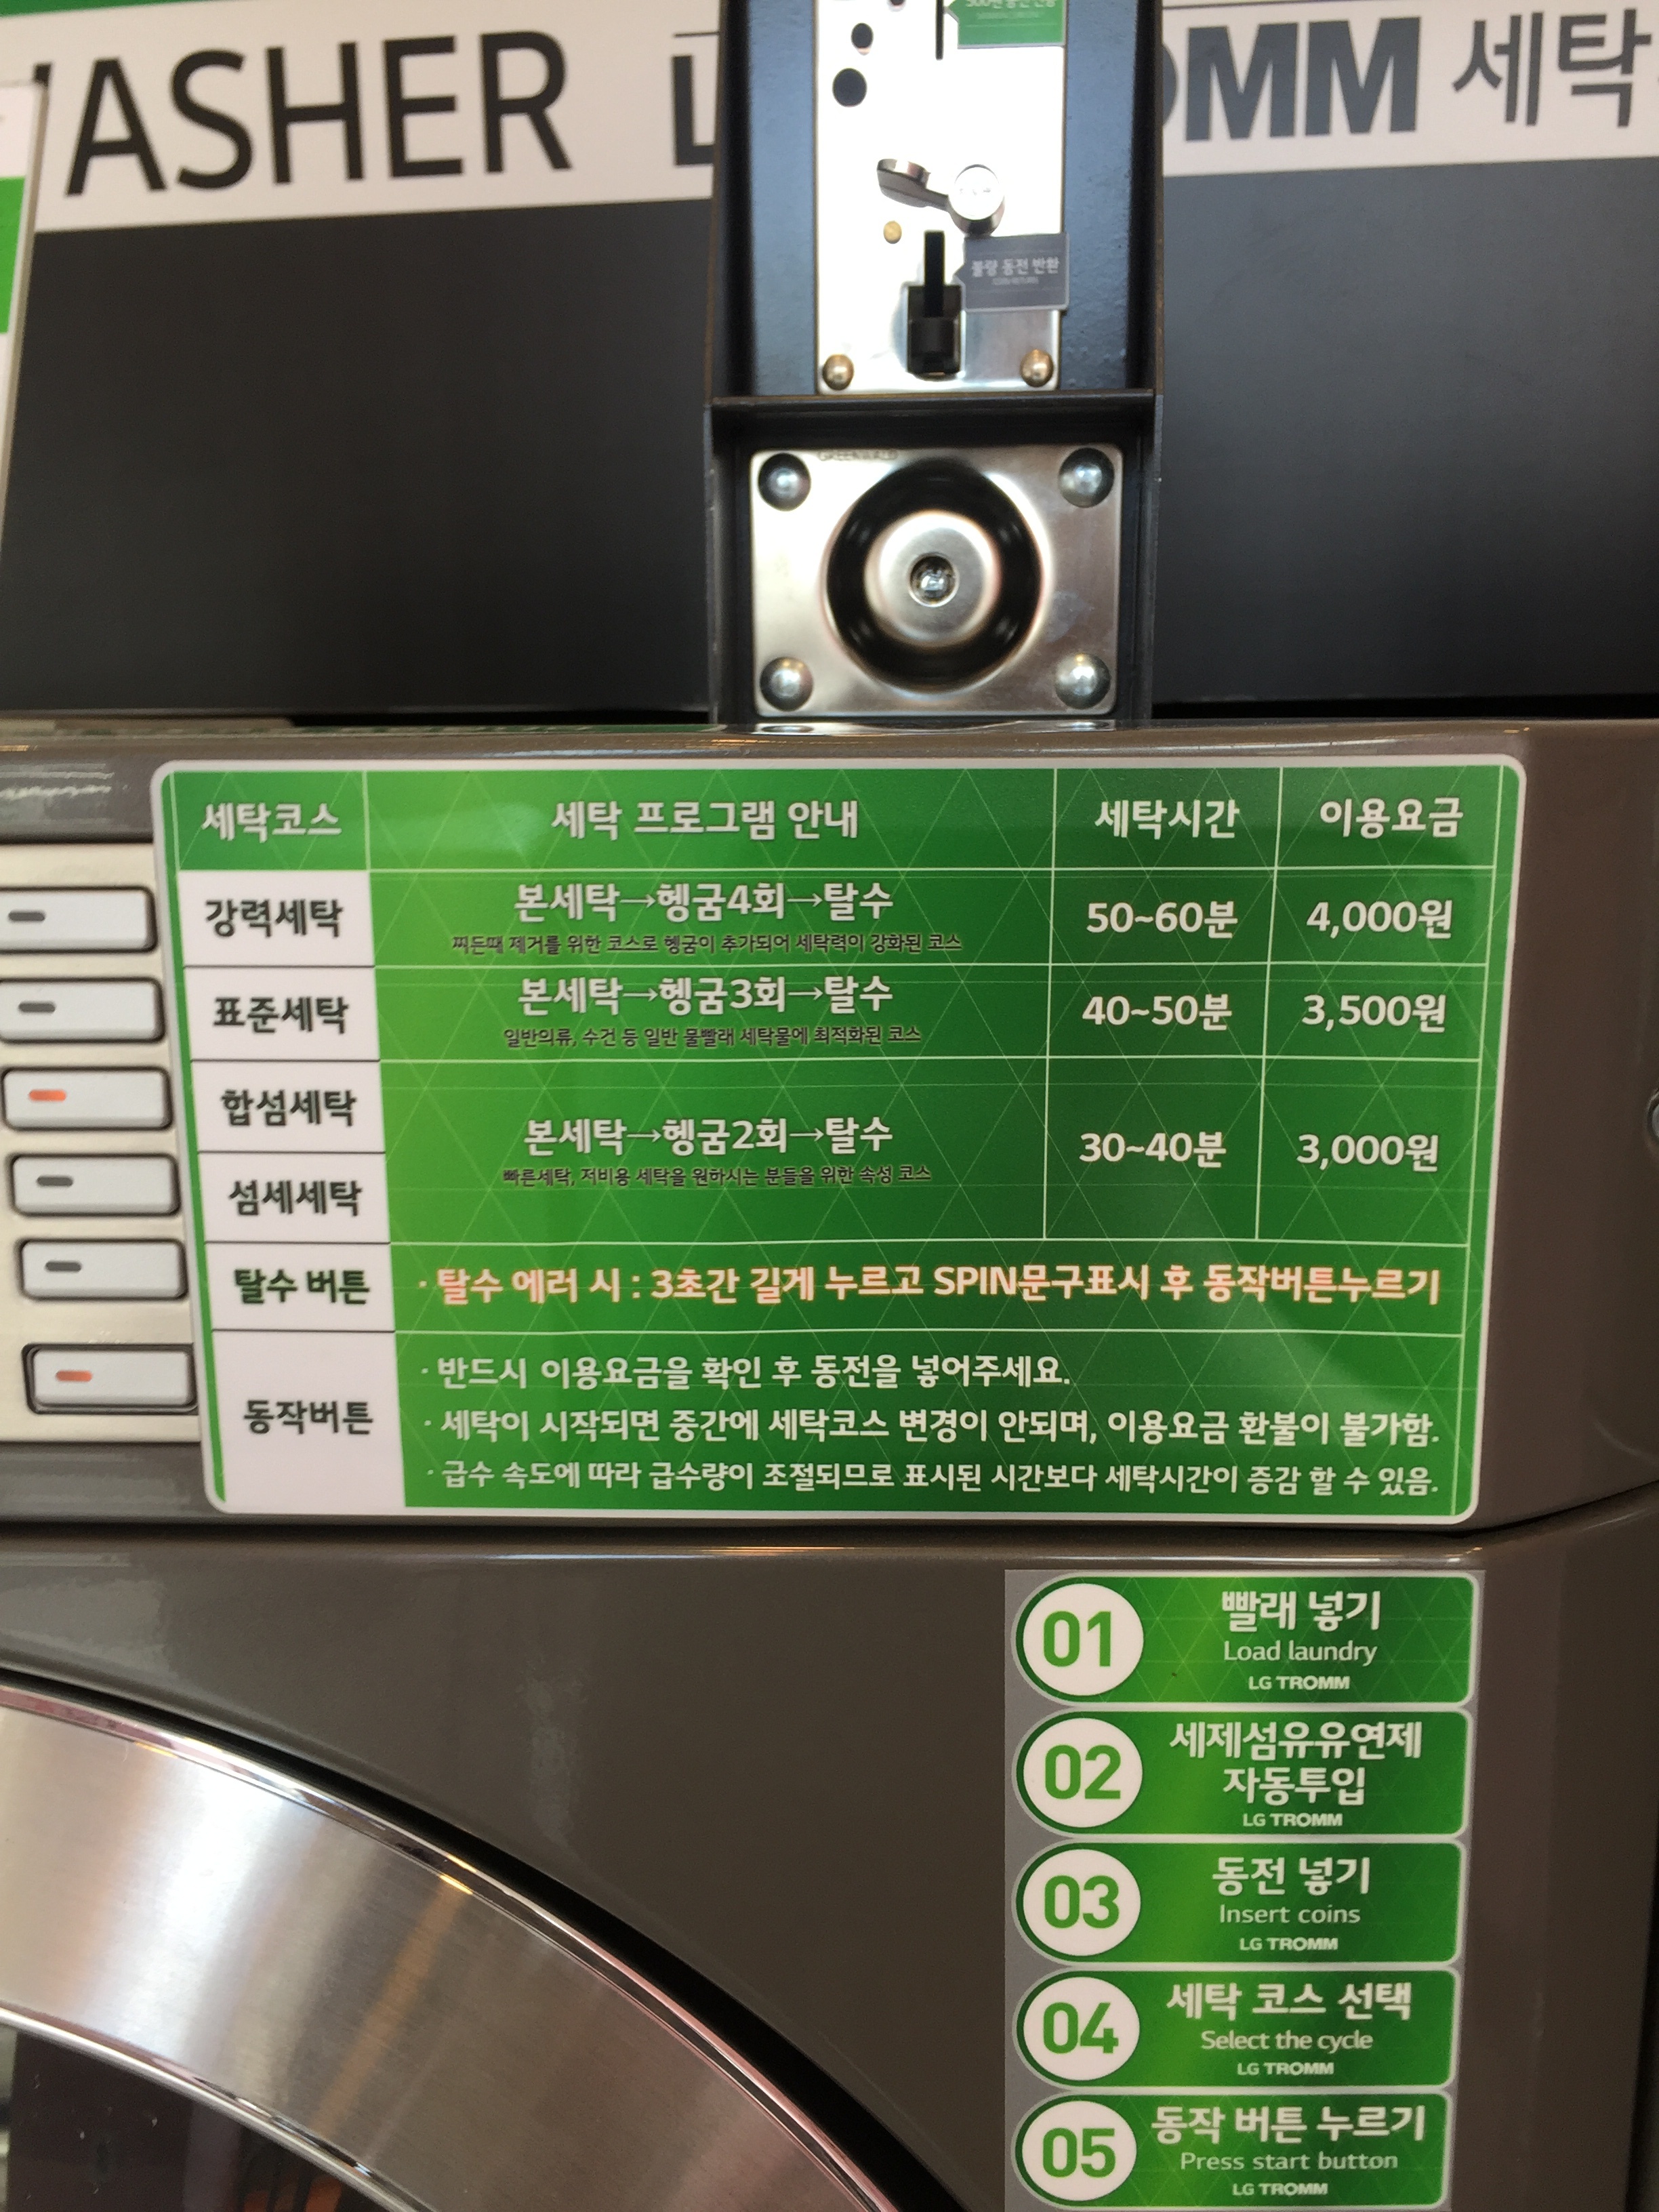 ASHER
OMM 세탁
500원 동전 전용
불량 동전 반환
COIN RETURN
GREENWALD
세탁코스 세탁 프로그램 안내 세탁시간 이용요금
강력세탁 본세탁→헹굼4회→탈수 50~60분 4,000원
찌든때 제거를 위한 코스로 헹굼이 추가되어 세탁력이 강화된 코스
표준세탁 본세탁→헹굼3회→탈수 40~50분 3,500원
일반의류, 수건 등 일반 물빨래 세탁물에 최적화된 코스
합섬세탁
본세탁→헹굼2회→탈수 30~40분 3,000원
빠른세탁, 저비용 세탁을 원하시는 분들을 위한 속성 코스
섬세세탁
탈수 버튼 · 탈수 에러 시 : 3초간 길게 누르고 SPIN문구표시 후 동작버튼누르기
· 반드시 이용요금을 확인 후 동전을 넣어주세요.
동작버튼 · 세탁이 시작되면 중간에 세탁코스 변경이 안되며, 이용요금 환불이 불가함.
· 급수 속도에 따라 급수량이 조절되므로 표시된 시간보다 세탁시간이 증감 할 수 있음.
01 빨래 넣기
Load laundry
LG TROMM
02 세제섬유유연제
자동투입
LG TROMM
03 동전 넣기
Insert coins
LG TROMM
04 세탁 코스 선택
Select the cycle
LG TROMM
05 동작 버튼 누르기
Press start button
LG TROMM